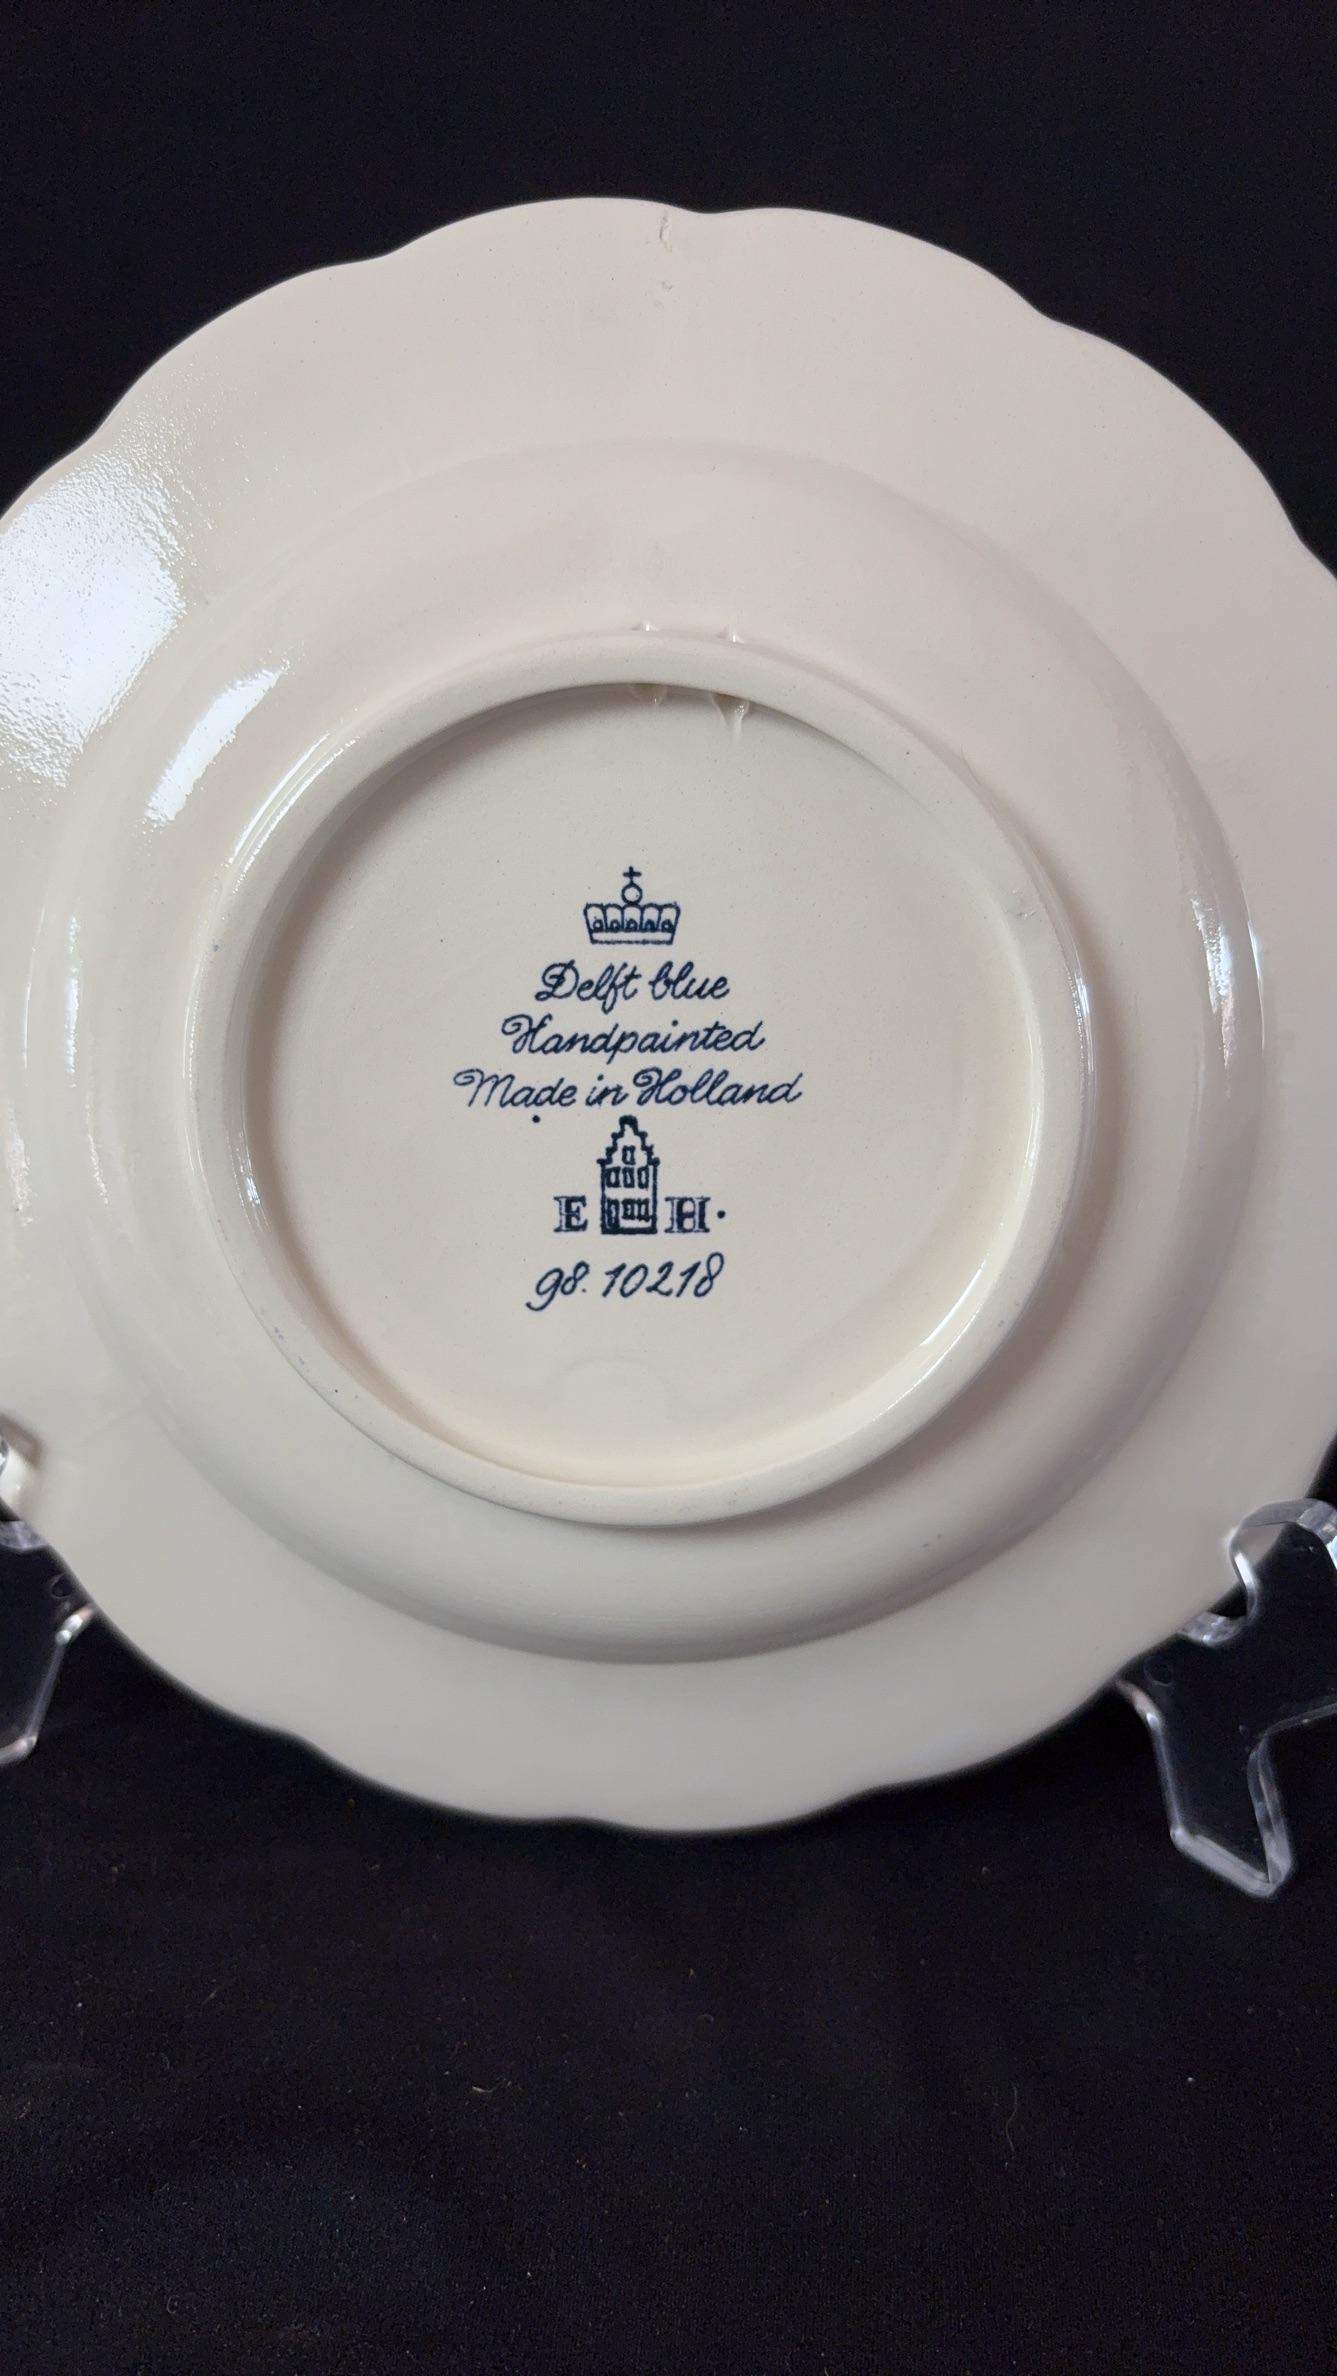 Delft blue
Handpainted
Made in Holland
E H.
98. 10218